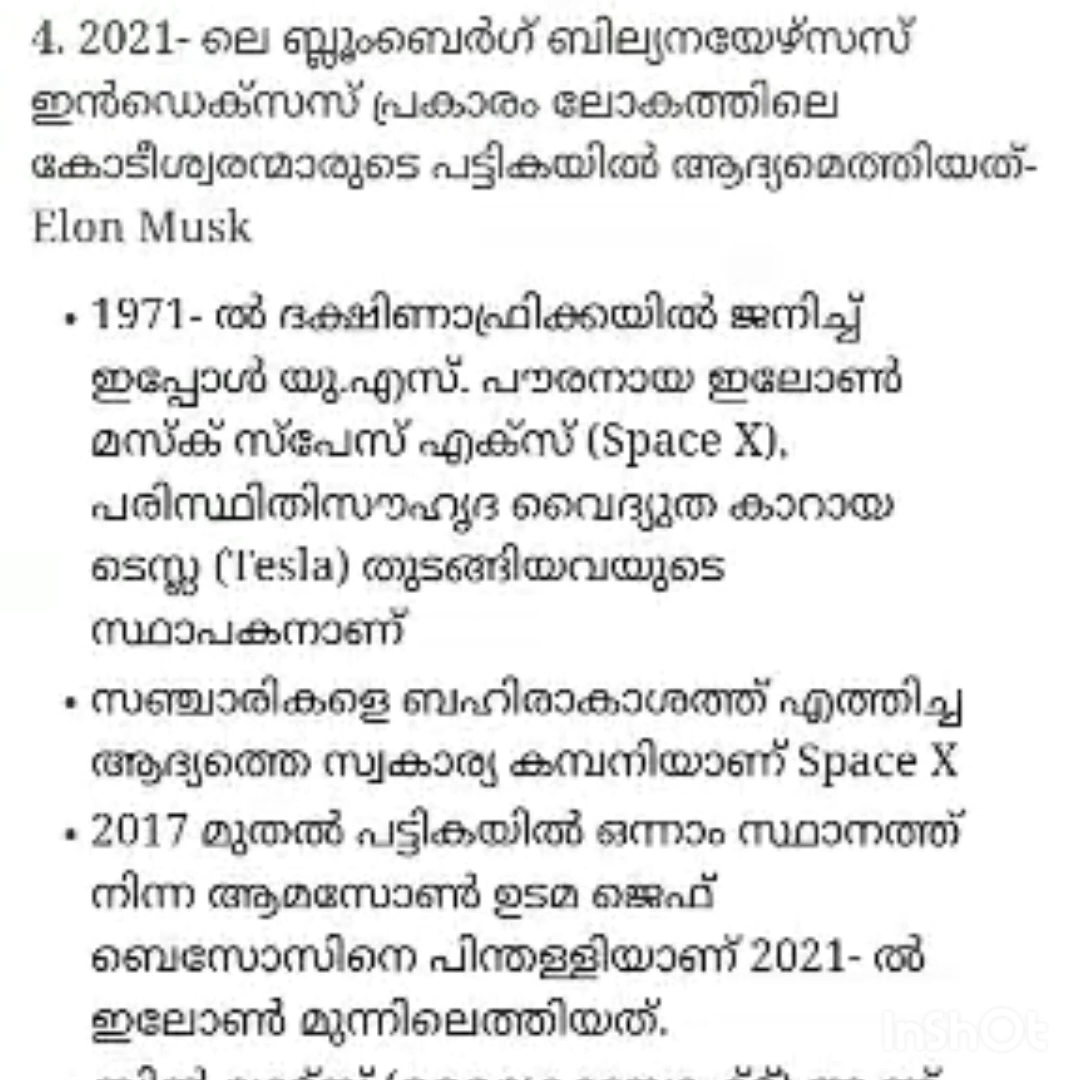 4. 2021- ലെ ബ്ലൂംബെർഗ് ബില്യനയേഴ്സസ്
ഇൻഡെക്സസ് പ്രകാരം ലോകത്തിലെ
കോടീശ്വരന്മാരുടെ പട്ടികയിൽ ആദ്യമെത്തിയത്-
Elon Musk
• 1971- ൽ ദക്ഷിണാഫ്രിക്കയിൽ ജനിച്ച്
ഇപ്പോൾ യു.എസ്. പൗരനായ ഇലോൺ
മസ്ക് സ്പേസ് എക്സ് (Space X),
പരിസ്ഥിതിസൗഹൃദ വൈദ്യുത കാറായ
ടെസ്ല (Tesla) തുടങ്ങിയവയുടെ
സ്ഥാപകനാണ്
• സഞ്ചാരികളെ ബഹിരാകാശത്ത് എത്തിച്ച
ആദ്യത്തെ സ്വകാര്യ കമ്പനിയാണ് Space X
• 2017 മുതൽ പട്ടികയിൽ ഒന്നാം സ്ഥാനത്ത്
നിന്ന ആമസോൺ ഉടമ ജെഫ്
ബെസോസിനെ പിന്തള്ളിയാണ് 2021- ൽ
ഇലോൺ മുന്നിലെത്തിയത്.
InShOt